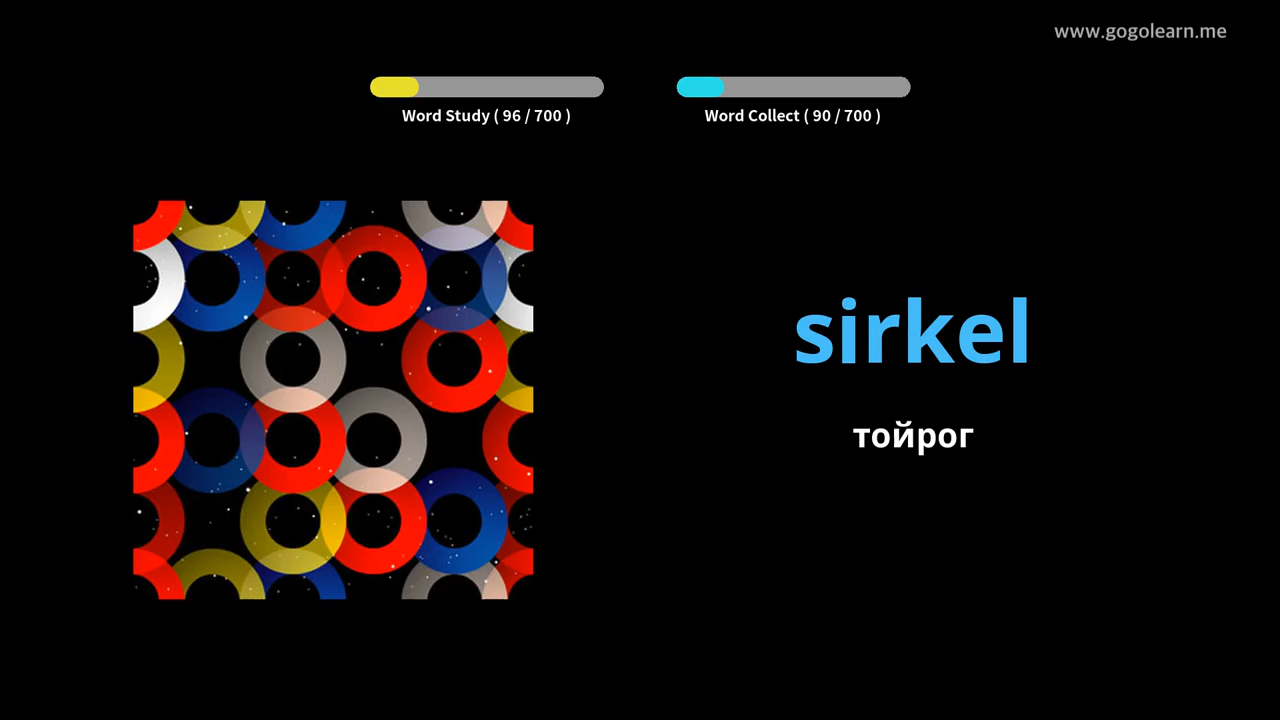 www.gogolearn.me
Word Study ( 96 / 700 )
Word Collect ( 90 / 700 )
sirkel
тойрог